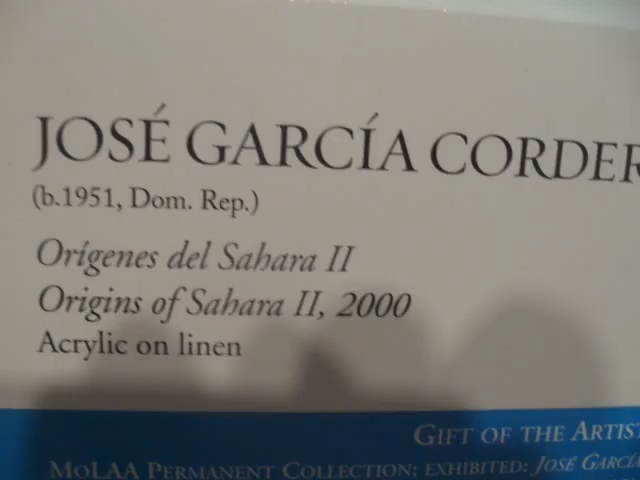 JOSÉ GARCÍA CORDER
(b.1951, Dom. Rep.)
Orígenes del Sahara II
Origins of Sahara II, 2000
Acrylic on linen
GIFT OF THE ARTIST
MOLAA PERMANENT COLLECTION; EXHIBITED: JOSÉ GARCÍA